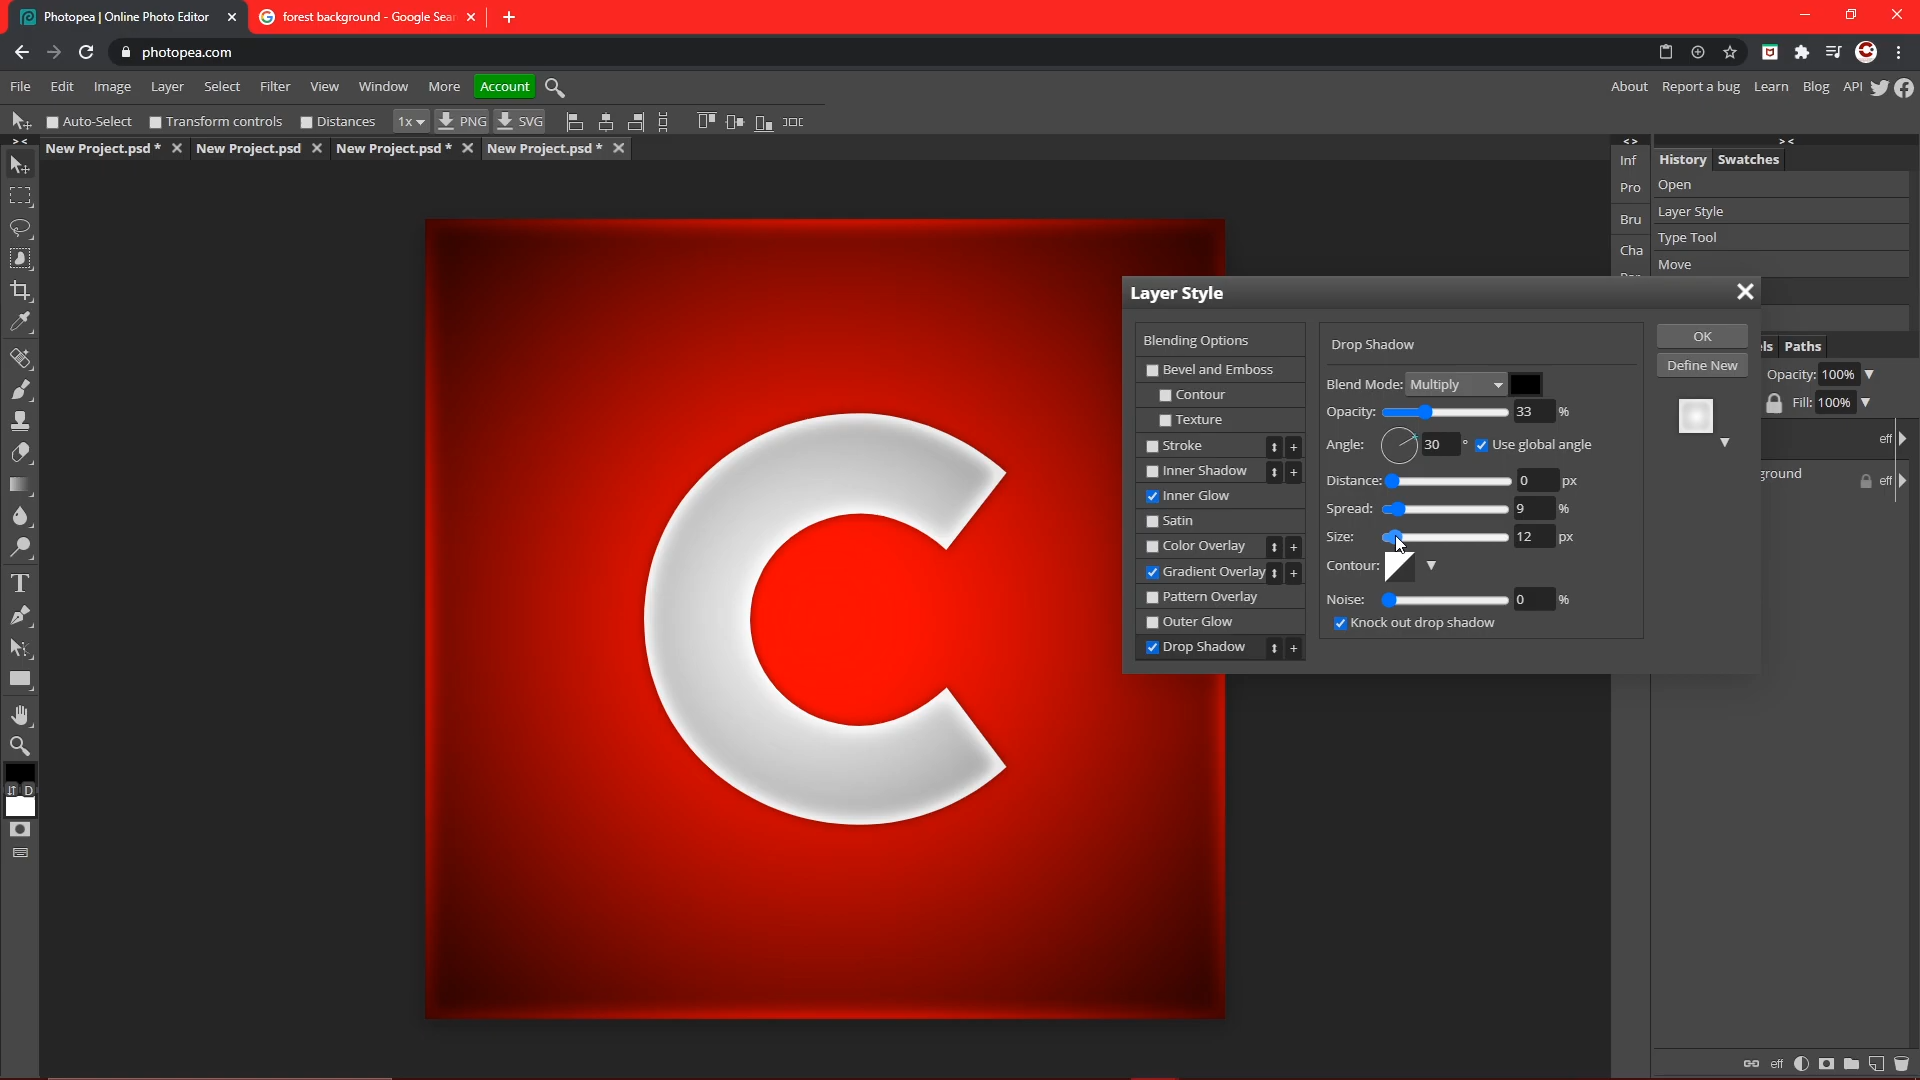 Photopea | Online Photo Editor
forest background - Google Sear
photopea.com
File Edit Image Layer Select Filter View Window More Account
About Report a bug Learn Blog API
Auto-Select Transform controls Distances 1x PNG SVG
New Project.psd * New Project.psd New Project.psd * New Project.psd *
Inf
Pro
Bru
Cha
History Swatches
Open
Layer Style
Type Tool
Move
Paths
Opacity: 100%
Fill: 100%
eff
ground eff
C
Layer Style
Blending Options
Bevel and Emboss
Contour
Texture
Stroke
Inner Shadow
Inner Glow
Satin
Color Overlay
Gradient Overlay
Pattern Overlay
Outer Glow
Drop Shadow
Drop Shadow
Blend Mode: Multiply
Opacity: 33 %
Angle: 30 ° Use global angle
Distance: 0 px
Spread: 9 %
Size: 12 px
Contour:
Noise: 0 %
Knock out drop shadow
OK
Define New
T
D
eff